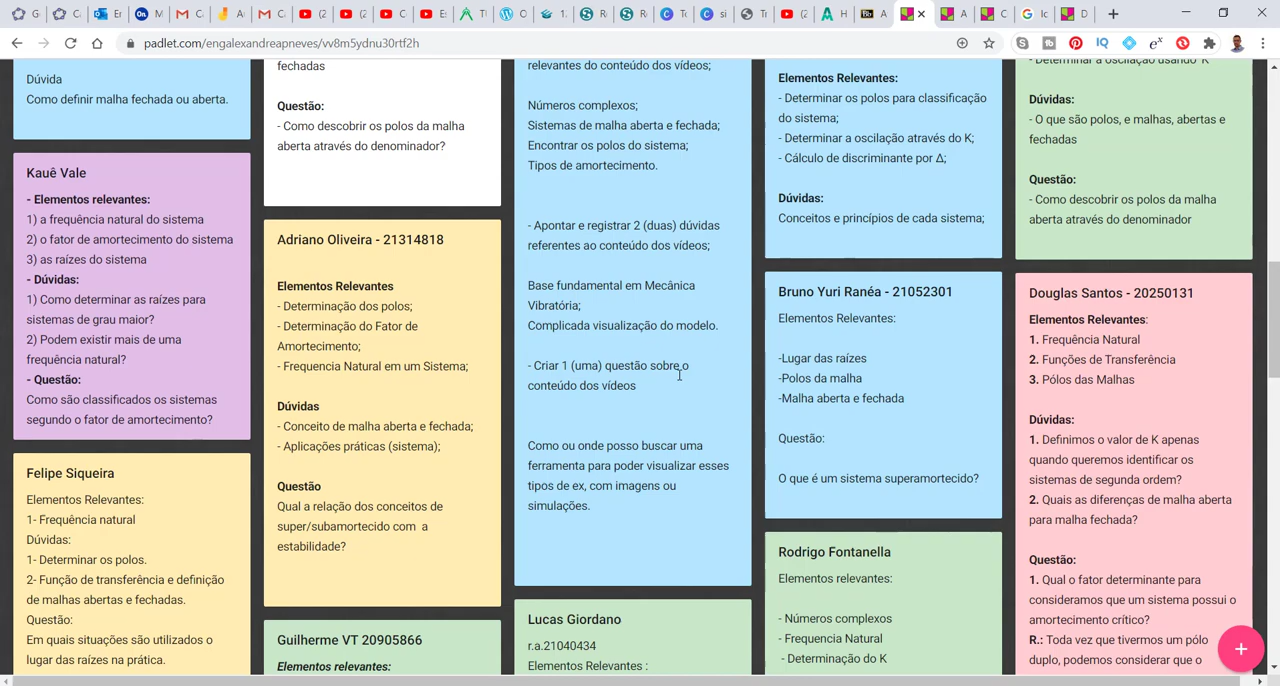 padlet.com/engalexandreapneves/vv8m5ydnu30rtf2h
Dúvida
Como definir malha fechada ou aberta.
Kauê Vale
- Elementos relevantes:
1) a frequência natural do sistema
2) o fator de amortecimento do sistema
3) as raízes do sistema
- Dúvidas:
1) Como determinar as raízes para
sistemas de grau maior?
2) Podem existir mais de uma
frequência natural?
- Questão:
Como são classificados os sistemas
segundo o fator de amortecimento?
Felipe Siqueira
Elementos Relevantes:
1- Frequência natural
Dúvidas:
1- Determinar os polos.
2- Função de transferência e definição
de malhas abertas e fechadas.
Questão:
Em quais situações são utilizados o
lugar das raízes na prática.
fechadas
Questão:
- Como descobrir os polos da malha
aberta através do denominador?
Adriano Oliveira - 21314818
Elementos Relevantes
- Determinação dos polos;
- Determinação do Fator de
Amortecimento;
- Frequencia Natural em um Sistema;
Dúvidas
- Conceito de malha aberta e fechada;
- Aplicações práticas (sistema);
Questão
Qual a relação dos conceitos de
super/subamortecido com a
estabilidade?
Guilherme VT 20905866
Elementos relevantes:
relevantes do conteúdo dos vídeos;
Números complexos;
Sistemas de malha aberta e fechada;
Encontrar os polos do sistema;
Tipos de amortecimento.
- Apontar e registrar 2 (duas) dúvidas
referentes ao conteúdo dos vídeos;
Base fundamental em Mecânica
Vibratória;
Complicada visualização do modelo.
- Criar 1 (uma) questão sobre o
conteúdo dos vídeos
Como ou onde posso buscar uma
ferramenta para poder visualizar esses
tipos de ex, com imagens ou
simulações.
Lucas Giordano
r.a.21040434
Elementos Relevantes :
Elementos Relevantes:
- Determinar os polos para classificação
do sistema;
- Determinar a oscilação através do K;
- Cálculo de discriminante por Δ;
Dúvidas:
Conceitos e princípios de cada sistema;
Bruno Yuri Ranéa - 21052301
Elementos Relevantes:
-Lugar das raízes
-Polos da malha
-Malha aberta e fechada
Questão:
O que é um sistema superamortecido?
Rodrigo Fontanella
Elementos relevantes:
- Números complexos
- Frequencia Natural
- Determinação do K
- Determinar a oscilação usando K
Dúvidas:
- O que são polos, e malhas, abertas e
fechadas
Questão:
- Como descobrir os polos da malha
aberta através do denominador
Douglas Santos - 20250131
Elementos Relevantes:
1. Frequência Natural
2. Funções de Transferência
3. Pólos das Malhas
Dúvidas:
1. Definimos o valor de K apenas
quando queremos identificar os
sistemas de segunda ordem?
2. Quais as diferenças de malha aberta
para malha fechada?
Questão:
1. Qual o fator determinante para
consideramos que um sistema possui o
amortecimento crítico?
R.: Toda vez que tivermos um pólo
duplo, podemos considerar que o